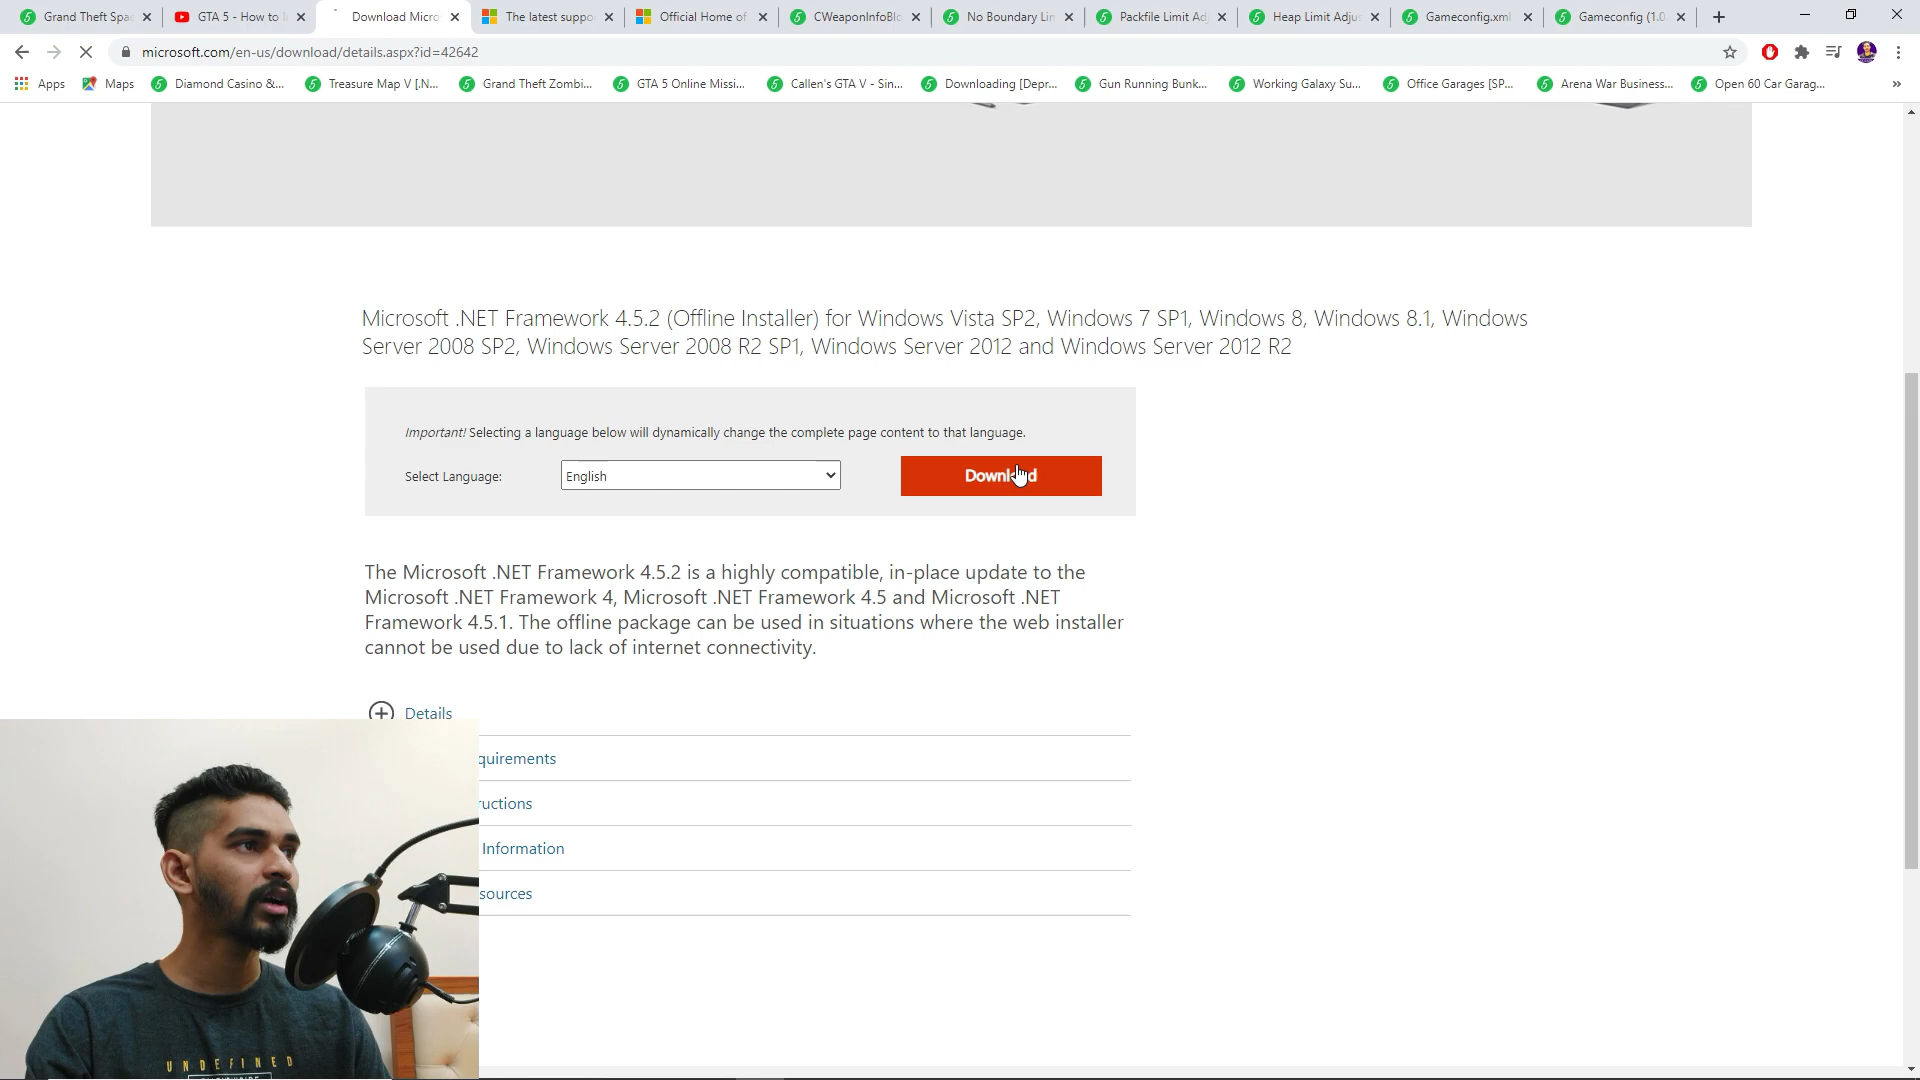 Grand Theft Spa
GTA 5 - How to I
Download Micro
The latest suppo
Official Home of
CWeaponInfoBlo
No Boundary Lim
Packfile Limit Adj
Heap Limit Adjus
Gameconfig.xml
Gameconfig (1.0.
microsoft.com/en-us/download/details.aspx?id=42642
Apps
Maps
Diamond Casino &...
Treasure Map V [.N...
Grand Theft Zombi...
GTA 5 Online Missi...
Callen's GTA V - Sin...
Downloading [Depr...
Gun Running Bunk...
Working Galaxy Su...
Office Garages [SP...
Arena War Business...
Open 60 Car Garag...
»
Microsoft .NET Framework 4.5.2 (Offline Installer) for Windows Vista SP2, Windows 7 SP1, Windows 8, Windows 8.1, Windows
Server 2008 SP2, Windows Server 2008 R2 SP1, Windows Server 2012 and Windows Server 2012 R2
Important! Selecting a language below will dynamically change the complete page content to that language.
Select Language:
English
Download
The Microsoft .NET Framework 4.5.2 is a highly compatible, in-place update to the
Microsoft .NET Framework 4, Microsoft .NET Framework 4.5 and Microsoft .NET
Framework 4.5.1. The offline package can be used in situations where the web installer
cannot be used due to lack of internet connectivity.
Details
quirements
ructions
Information
sources
UNDEFINED